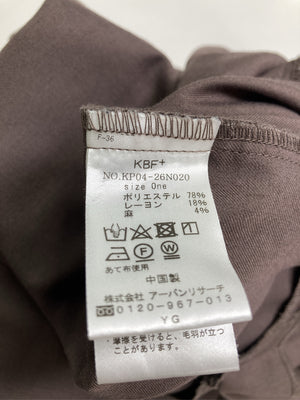 F-36
KBF+
NO.KP04-26N020
size One
ポリエステル 78%
レーヨン 18%
麻 4%
あて布使用
中国製
株式会社 アーバンリサーチ
0120-967-013
YG
・摩擦を受けると、毛羽が立つ
ことがあります。